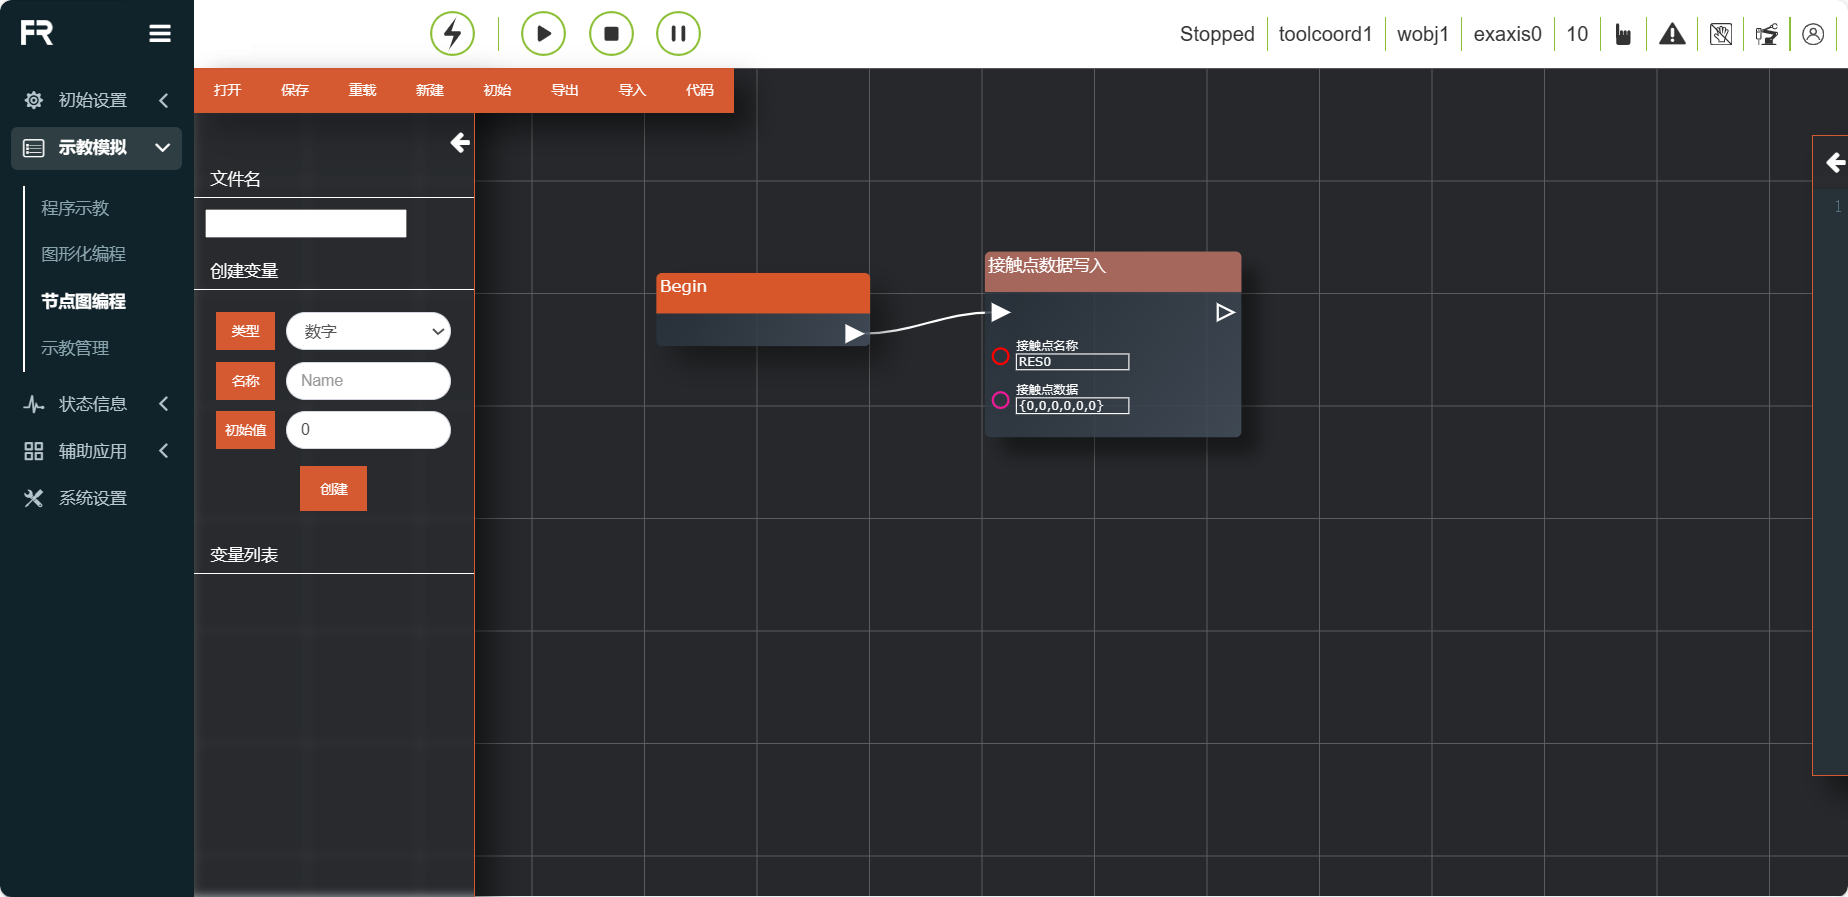 FR
Stopped
toolcoord1
wobj1
exaxis0
10
初始设置
示教模拟
程序示教
图形化编程
节点图编程
示教管理
状态信息
辅助应用
系统设置
打开
保存
重载
新建
初始
导出
导入
代码
文件名
创建变量
类型
数字
名称
Name
初始值
0
创建
变量列表
Begin
接触点数据写入
接触点名称
RES0
接触点数据
{0,0,0,0,0,0}
1